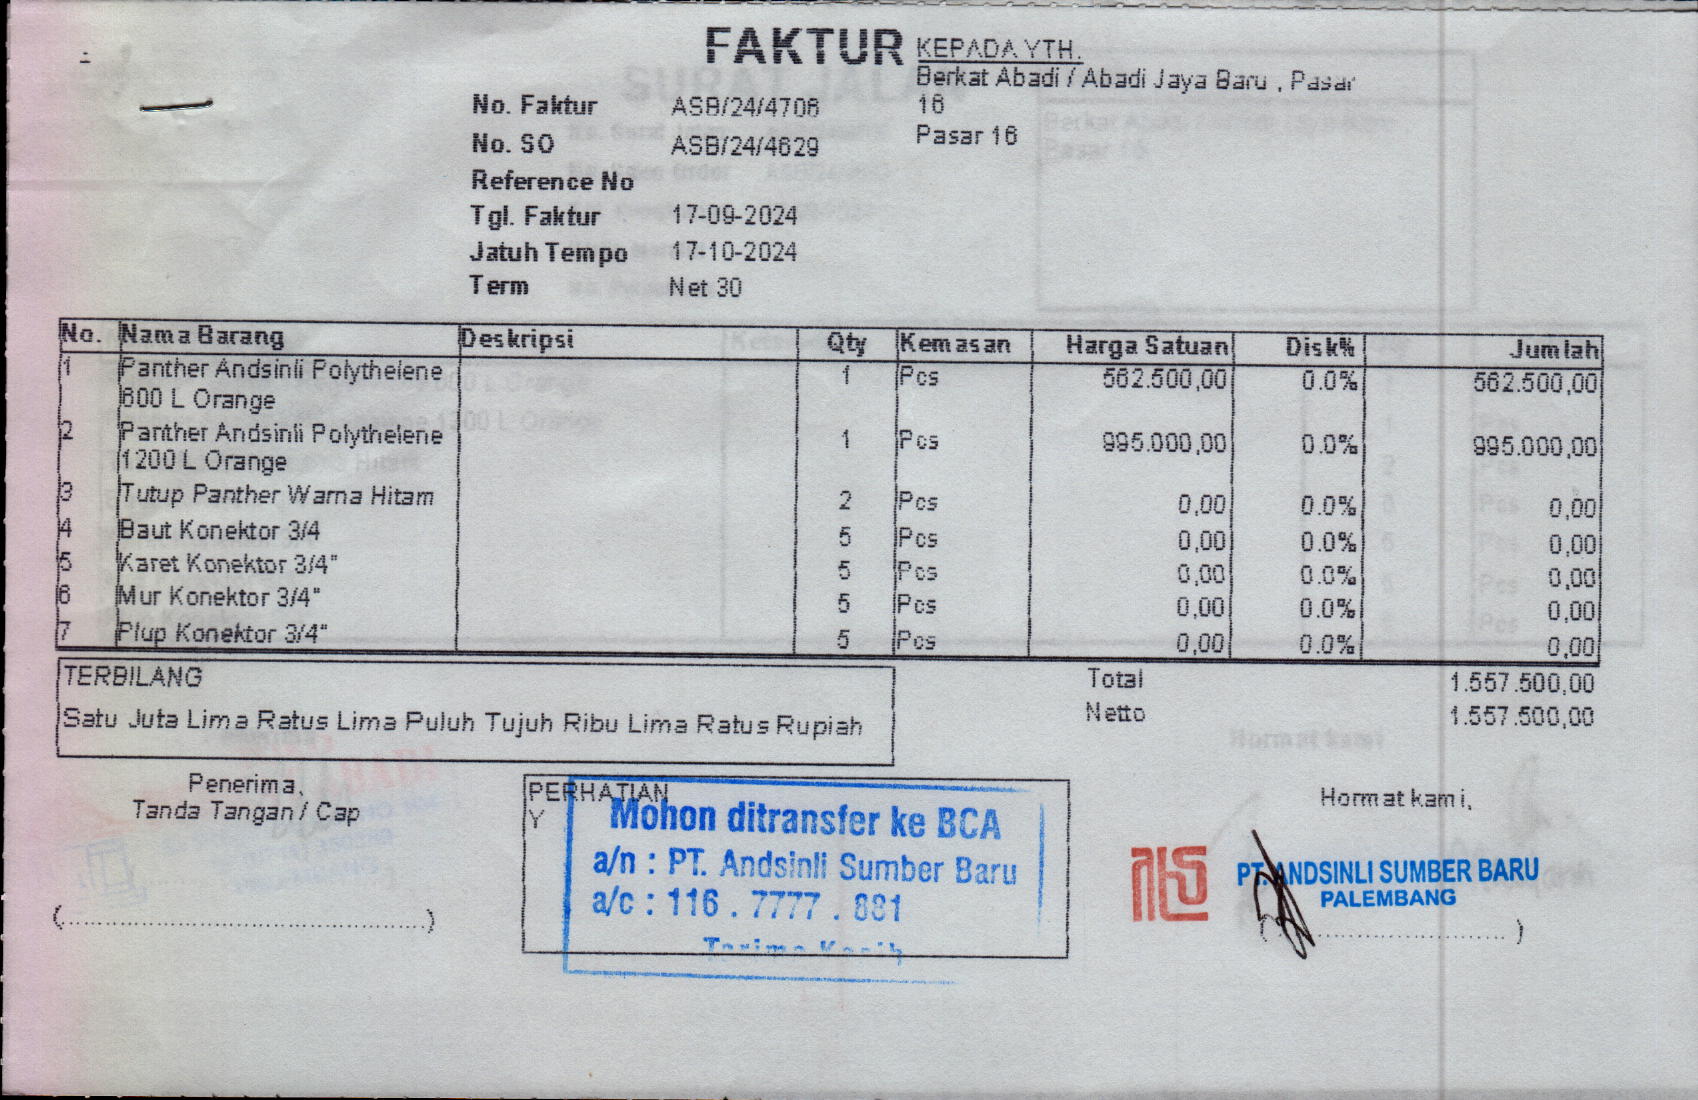 FAKTUR
KEPADA YTH.
Berkat Abadi / Abadi Jaya Baru , Pasar
16
Pasar 16
No. Faktur ASB/24/4706
No. SO ASB/24/4629
Reference No
Tgl. Faktur 17-09-2024
Jatuh Tempo 17-10-2024
Term Net 30
No. Nama Barang Deskripsi Qty Kemasan Harga Satuan Disk% Jumlah
1 Panther Andsinli Polythelene 1 Pcs 562.500,00 0.0% 562.500,00
600 L Orange
2 Panther Andsinli Polythelene 1 Pcs 995.000,00 0.0% 995.000,00
1200 L Orange
3 Tutup Panther Warna Hitam 2 Pcs 0,00 0.0% 0,00
4 Baut Konektor 3/4 5 Pcs 0,00 0.0% 0,00
5 Karet Konektor 3/4" 5 Pcs 0,00 0.0% 0,00
6 Mur Konektor 3/4" 5 Pcs 0,00 0.0% 0,00
7 Plup Konektor 3/4" 5 Pcs 0,00 0.0% 0,00
TERBILANG
Satu Juta Lima Ratus Lima Puluh Tujuh Ribu Lima Ratus Rupiah
Total 1.557.500,00
Netto 1.557.500,00
Penerima,
Tanda Tangan / Cap
(.....................................................)
PERHATIAN
Y
Mohon ditransfer ke BCA
a/n : PT. Andsinli Sumber Baru
a/c : 116 . 7777 . 881
Terima Kasih
Hormat kami,
PT. ANDSINLI SUMBER BARU
PALEMBANG
(..............................)